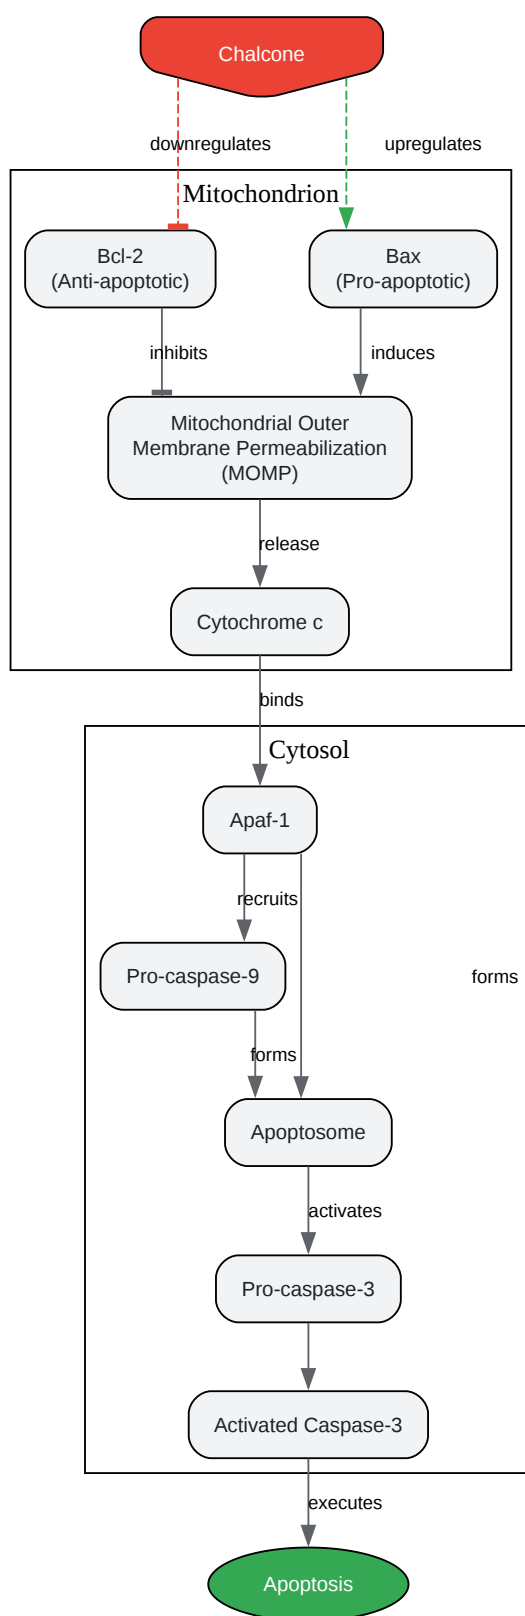 Chalcone
downregulates
upregulates
Mitochondrion
Bcl-2
(Anti-apoptotic)
Bax
(Pro-apoptotic)
inhibits
induces
Mitochondrial Outer
Membrane Permeabilization
(MOMP)
release
Cytochrome c
binds
Cytosol
Apaf-1
recruits
Pro-caspase-9
forms
forms
Apoptosome
activates
Pro-caspase-3
Activated Caspase-3
executes
Apoptosis